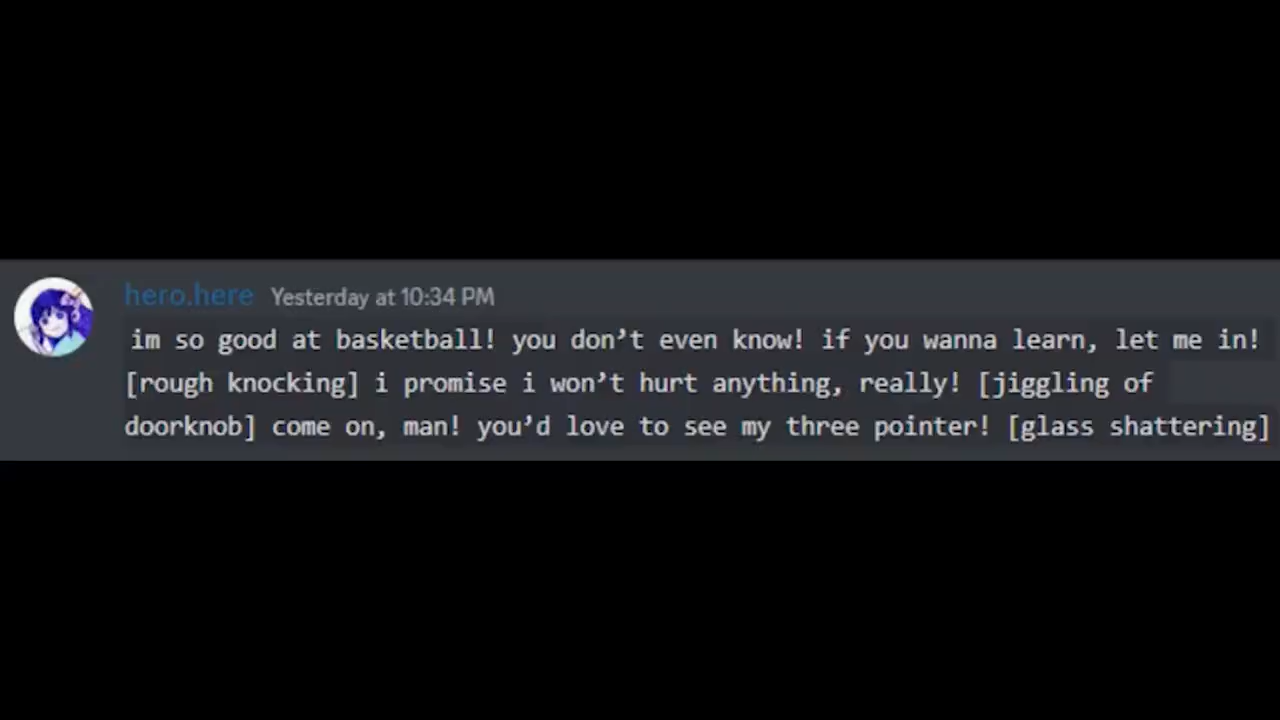 hero.here Yesterday at 10:34 PM
im so good at basketball! you don’t even know! if you wanna learn, let me in!
[rough knocking] i promise i won’t hurt anything, really! [jiggling of
doorknob] come on, man! you’d love to see my three pointer! [glass shattering]